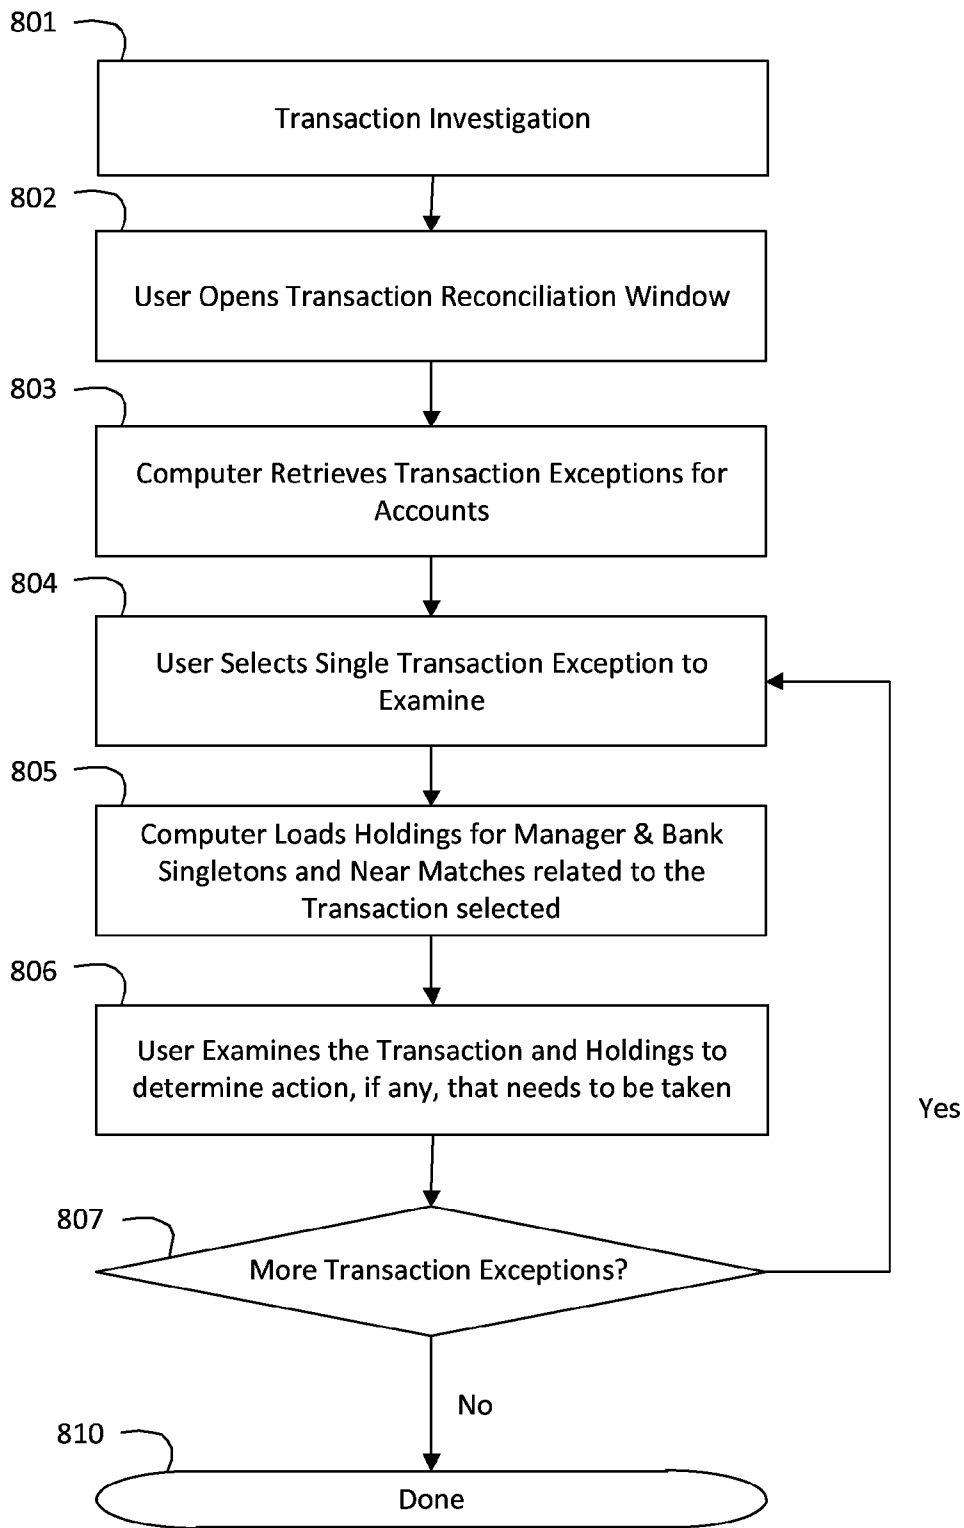 801
Transaction Investigation
802
User Opens Transaction Reconciliation Window
803
Computer Retrieves Transaction Exceptions for
Accounts
804
User Selects Single Transaction Exception to
Examine
805
Computer Loads Holdings for Manager & Bank
Singletons and Near Matches related to the
Transaction selected
806
User Examines the Transaction and Holdings to
determine action, if any, that needs to be taken
Yes
807
More Transaction Exceptions?
No
810
Done